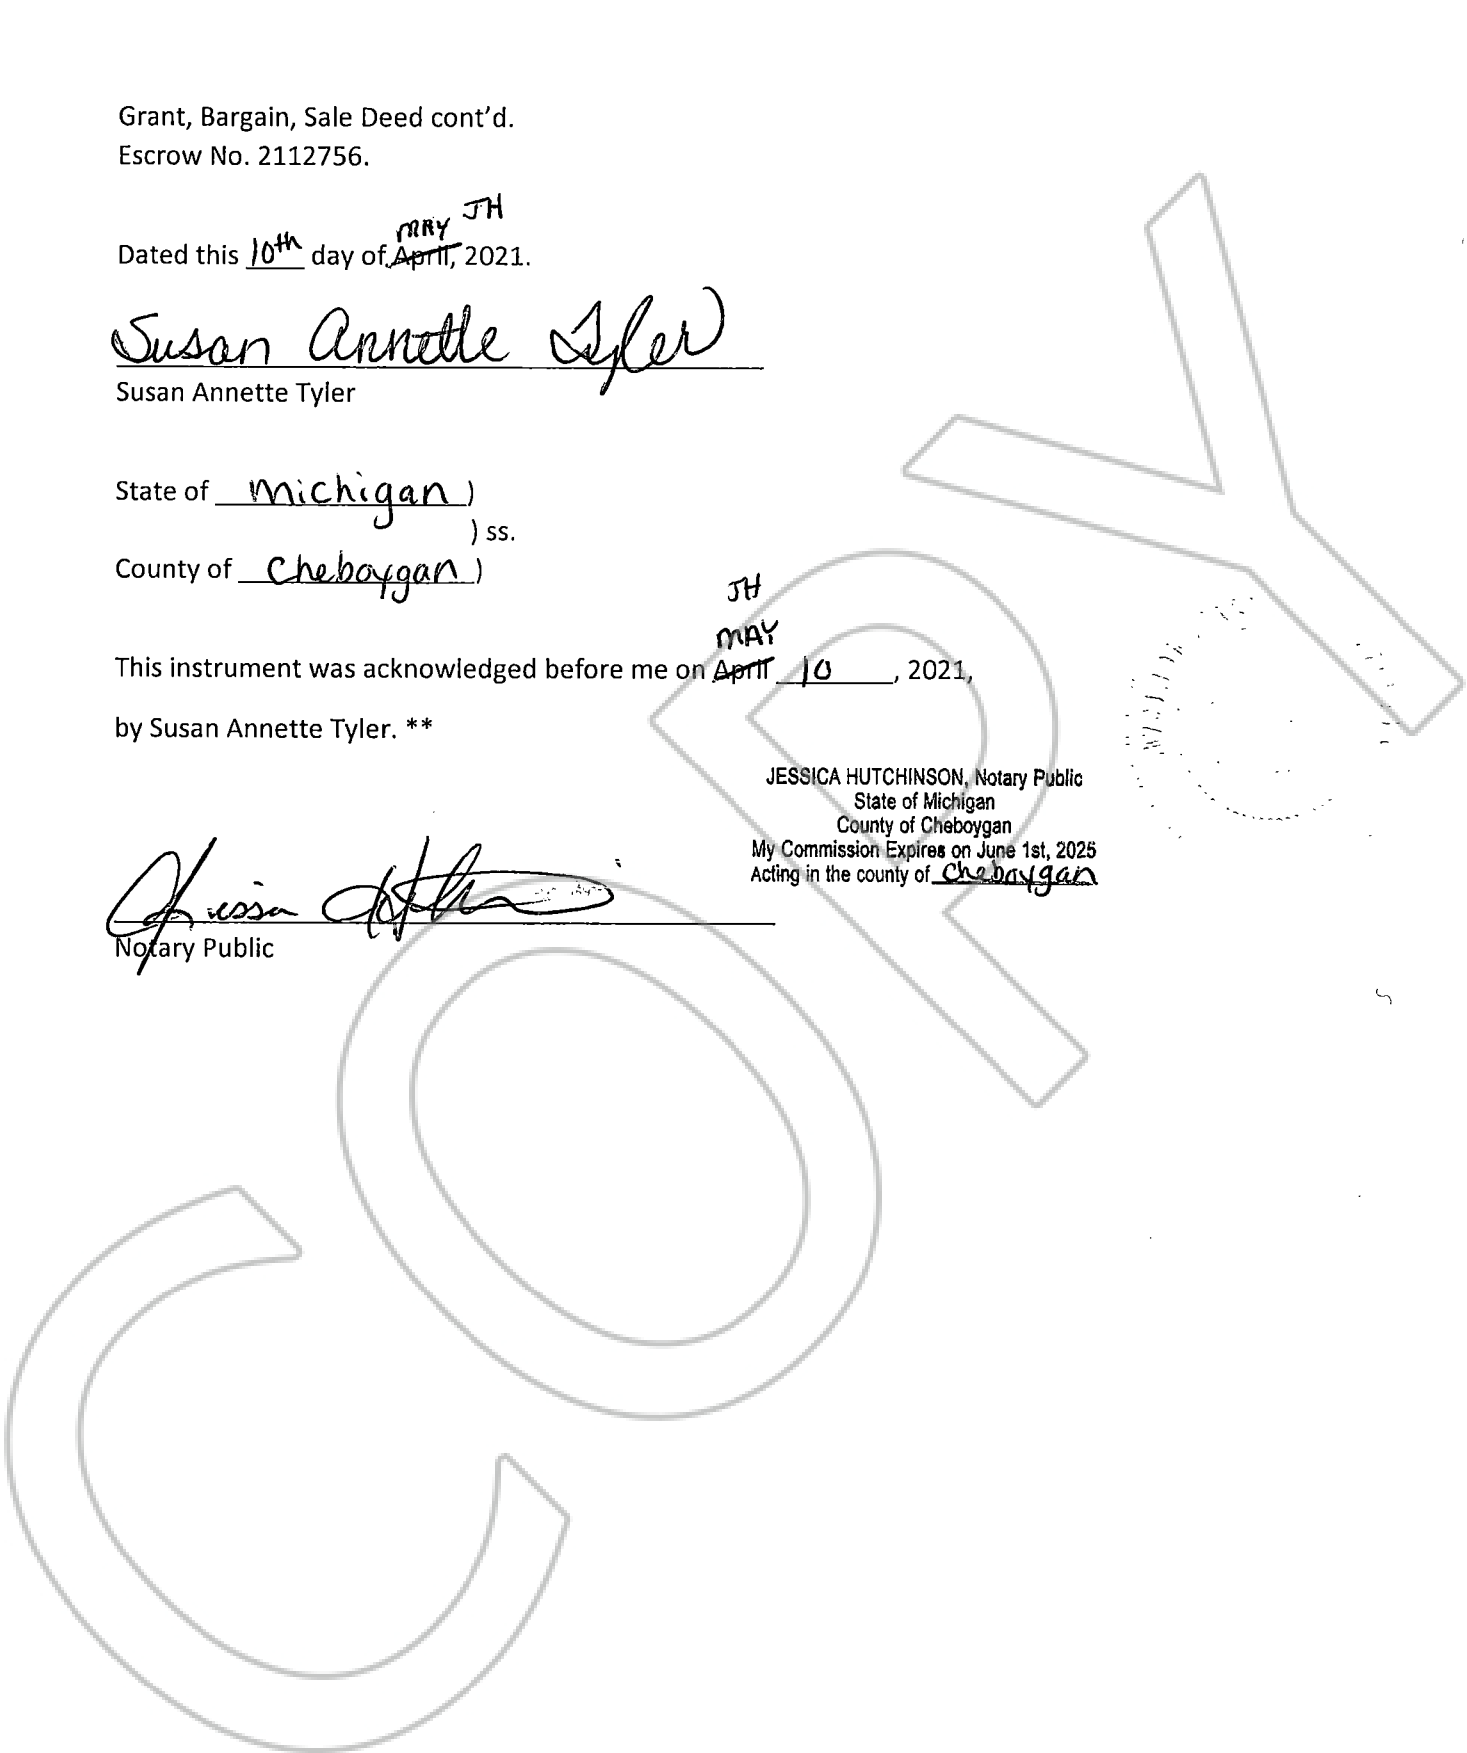 Grant, Bargain, Sale Deed cont'd.
Escrow No. 2112756.
MAY JH
Dated this 10th day of April, 2021.
Susan Annette Tyler
Susan Annette Tyler
State of Michigan )
) ss.
County of Cheboygan )
JH
MAY
This instrument was acknowledged before me on April 10, 2021,
by Susan Annette Tyler. **
JESSICA HUTCHINSON, Notary Public
State of Michigan
County of Cheboygan
My Commission Expires on June 1st, 2025
Acting in the county of Cheboygan
Notary Public
COPY